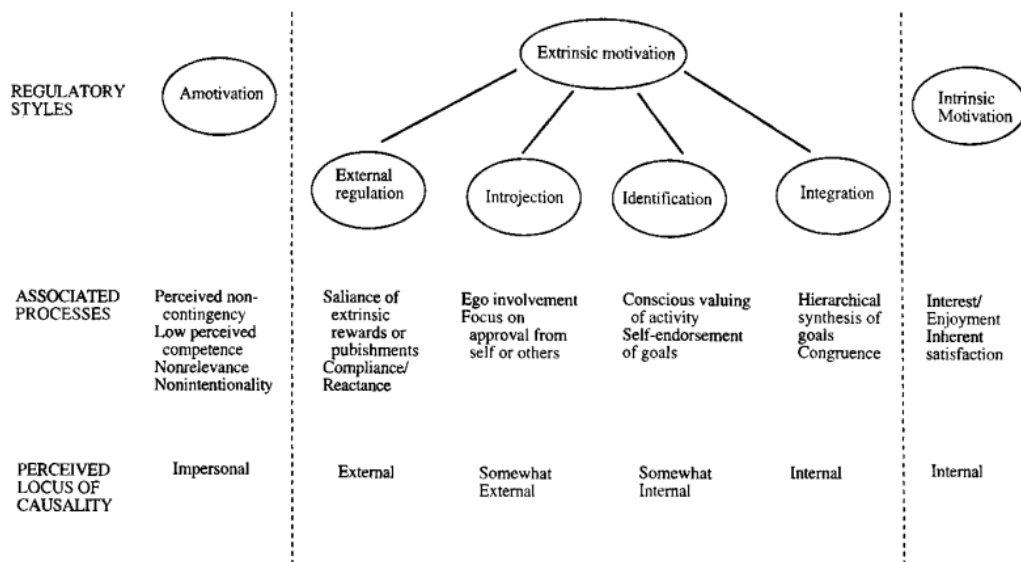 Extrinsic motivation
REGULATORY
STYLES
Amotivation
Intrinsic
Motivation
External
regulation
Introjection
Identification
Integration
ASSOCIATED
PROCESSES
Perceived non-
contingency
Low perceived
competence
Nonrelevance
Nonintentionality
Saliance of
extrinsic
rewards or
pubishments
Compliance/
Reactance
Ego involvement
Focus on
approval from
self or others
Conscious valuing
of activity
Self-endorsement
of goals
Hierarchical
synthesis of
goals
Congruence
Interest/
Enjoyment
Inherent
satisfaction
PERCEIVED
LOCUS OF
CAUSALITY
Impersonal
External
Somewhat
External
Somewhat
Internal
Internal
Internal